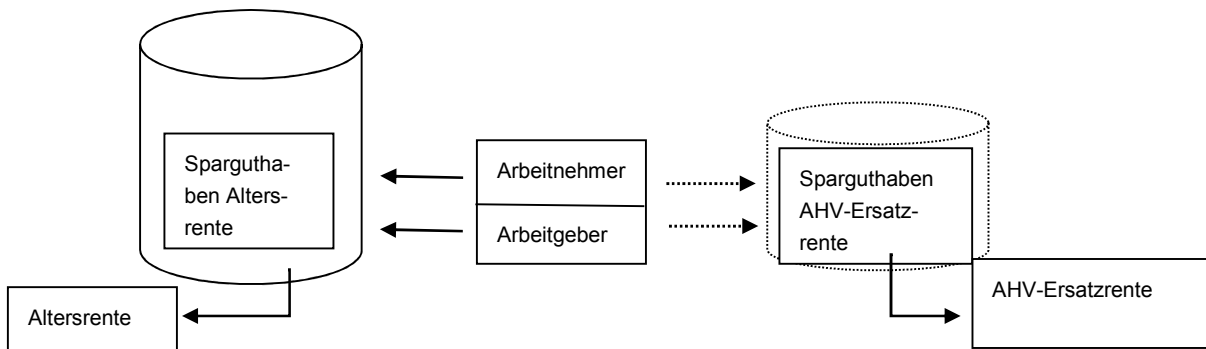 Spargutha-
ben Alters-
rente
Arbeitnehmer
Arbeitgeber
Sparguthaben
AHV-Ersatz-
rente
Altersrente
AHV-Ersatzrente